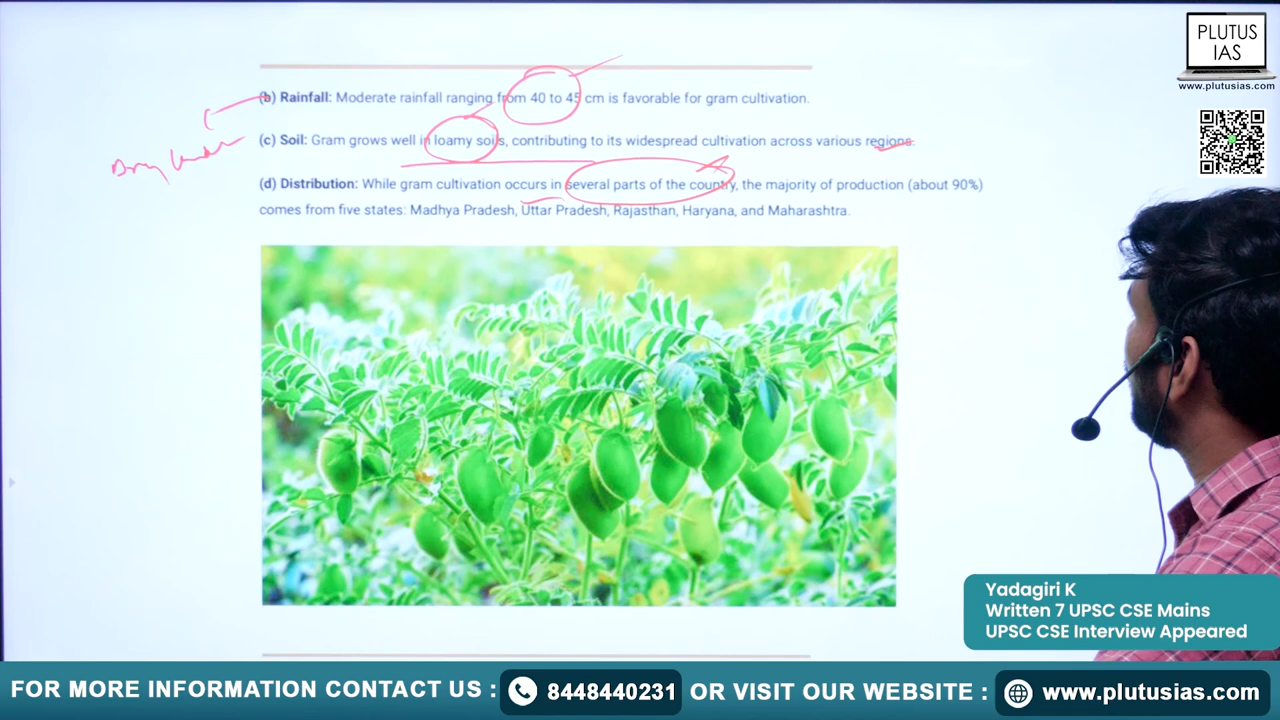 PLUTUS
IAS
www.plutusias.com
(b) Rainfall: Moderate rainfall ranging from 40 to 45 cm is favorable for gram cultivation.
(c) Soil: Gram grows well in loamy soils, contributing to its widespread cultivation across various regions.
(d) Distribution: While gram cultivation occurs in several parts of the country, the majority of production (about 90%)
comes from five states: Madhya Pradesh, Uttar Pradesh, Rajasthan, Haryana, and Maharashtra.
Yadagiri K
Written 7 UPSC CSE Mains
UPSC CSE Interview Appeared
FOR MORE INFORMATION CONTACT US : 8448440231 OR VISIT OUR WEBSITE : www.plutusias.com